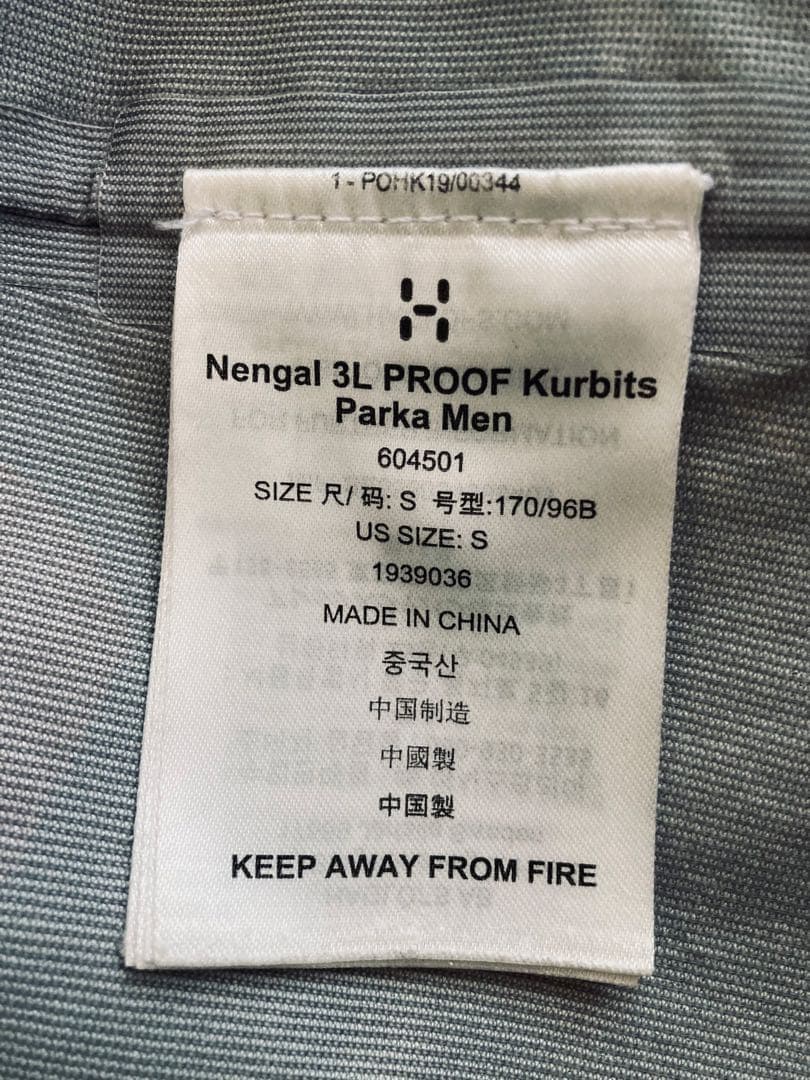 1 - POHK19/00344
Nengal 3L PROOF Kurbits
Parka Men
604501
SIZE 尺/ 码: S 号型:170/96B
US SIZE: S
1939036
MADE IN CHINA
중국산
中国制造
中國製
中国製
KEEP AWAY FROM FIRE